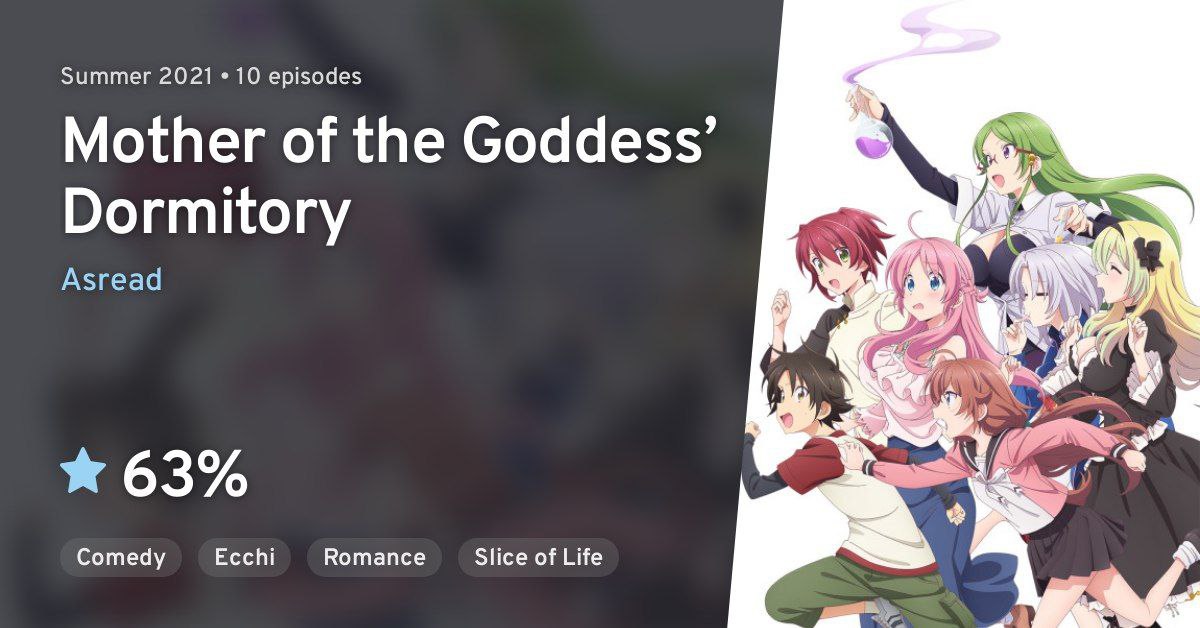 Summer 2021 • 10 episodes
Mother of the Goddess’
Dormitory
Asread
63%
Comedy
Ecchi
Romance
Slice of Life